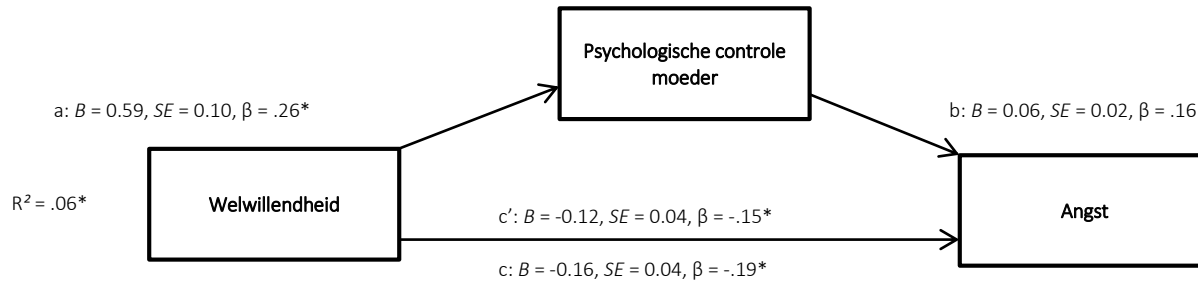 Psychologische controle
moeder
a: B = 0.59, SE = 0.10, β = .26*
b: B = 0.06, SE = 0.02, β = .16
R² = .06*
Welwillendheid
c': B = -0.12, SE = 0.04, β = -.15*
Angst
c: B = -0.16, SE = 0.04, β = -.19*